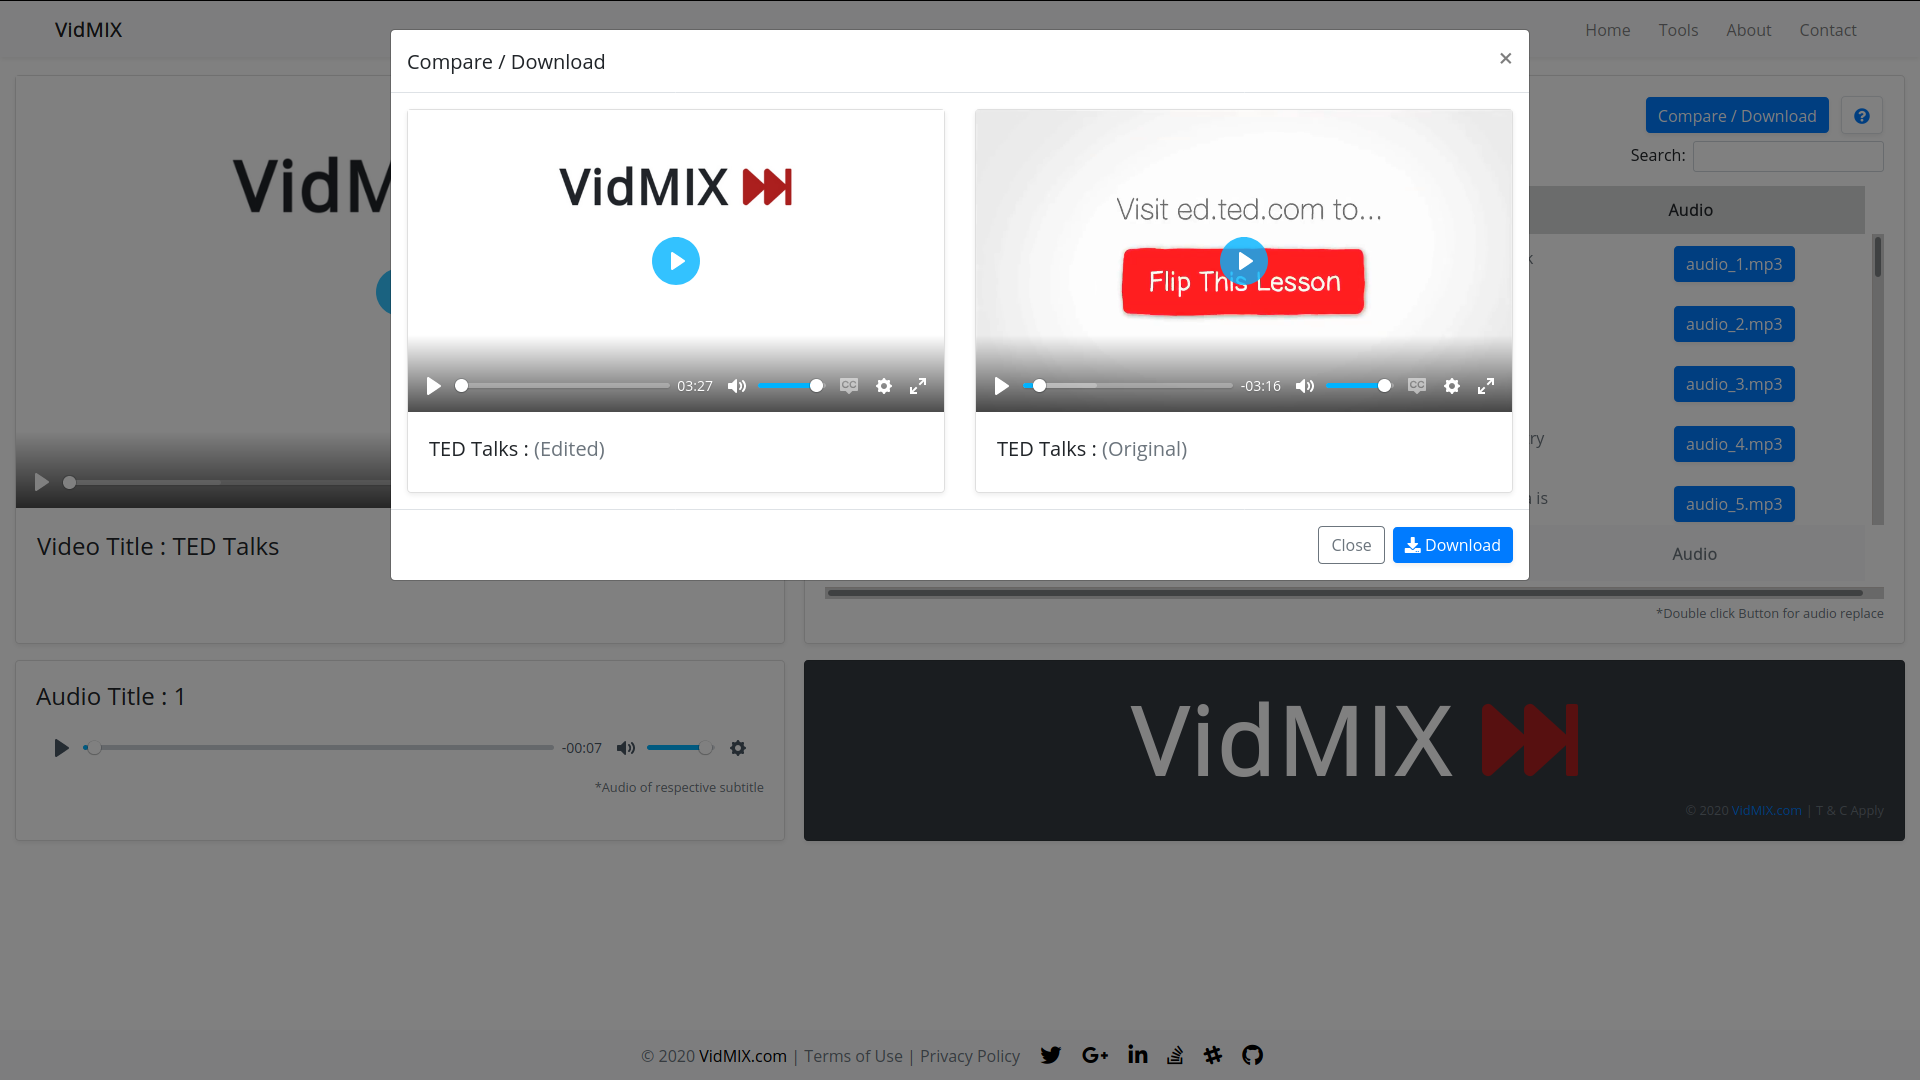 VidMIX
Home Tools About Contact
Compare / Download
×
Compare / Download
Search:
Audio
VidMIX
Visit ed.ted.com to...
Flip This Lesson
03:27
CC
-03:16
CC
TED Talks : (Edited)
TED Talks : (Original)
Close
Download
audio_1.mp3
audio_2.mp3
audio_3.mp3
audio_4.mp3
is
audio_5.mp3
Audio
*Double click Button for audio replace
Video Title : TED Talks
Audio Title : 1
-00:07
*Audio of respective subtitle
VidMIX
© 2020 VidMIX.com | T & C Apply
© 2020 VidMIX.com | Terms of Use | Privacy Policy